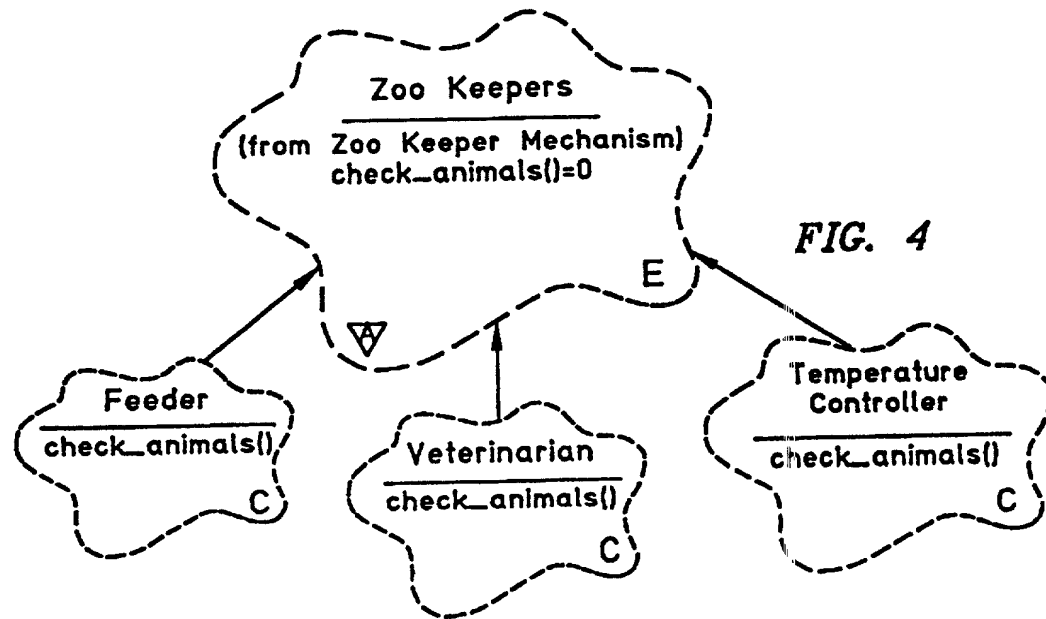 Zoo Keepers
(from Zoo Keeper Mechanism)
check_animals()=0
E
A
FIG. 4
Feeder
check_animals()
C
Veterinarian
check_animals()
C
Temperature
Controller
check_animals()
C